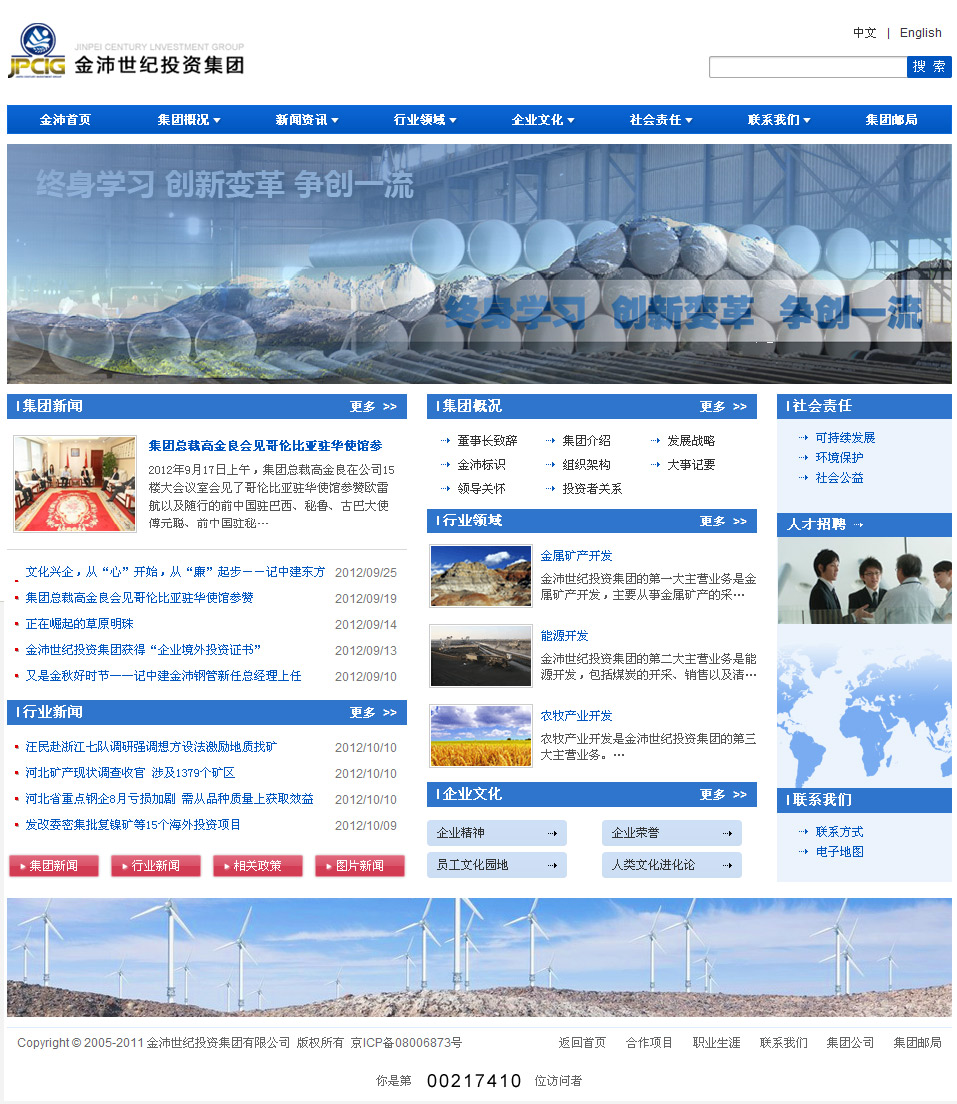 中文 | English
JPCIG
JINPEI CENTURY LNVESTMENT GROUP
金沛世纪投资集团
搜 索
金沛首页 集团概况 新闻资讯 行业领域 企业文化 社会责任 联系我们 集团邮局
终身学习 创新变革 争创一流
终身学习 创新变革 争创一流
集团新闻 更多 >>
集团总裁高金良会见哥伦比亚驻华使馆参
2012年9月17日上午，集团总裁高金良在公司15
楼大会议室会见了哥伦比亚驻华使馆参赞欧雷
航以及随行的前中国驻巴西、秘鲁、古巴大使
傅元聪、前中国驻秘…
文化兴企，从“心”开始，从“廉”起步——记中建东方 2012/09/25
集团总裁高金良会见哥伦比亚驻华使馆参赞 2012/09/19
正在崛起的草原明珠 2012/09/14
金沛世纪投资集团获得“企业境外投资证书” 2012/09/13
又是金秋好时节——记中建金沛钢管新任总经理上任 2012/09/10
行业新闻 更多 >>
汪民赴浙江七队调研强调想方设法激励地质找矿 2012/10/10
河北矿产现状调查收官 涉及1379个矿区 2012/10/10
河北省重点钢企8月亏损加剧 需从品种质量上获取效益 2012/10/10
发改委密集批复镍矿等15个海外投资项目 2012/10/09
集团新闻 行业新闻 相关政策 图片新闻
集团概况 更多 >>
董事长致辞 集团介绍 发展战略
金沛标识 组织架构 大事记要
领导关怀 投资者关系
行业领域 更多 >>
金属矿产开发
金沛世纪投资集团的第一大主营业务是金
属矿产开发，主要从事金属矿产的采…
能源开发
金沛世纪投资集团的第二大主营业务是能
源开发，包括煤炭的开采、销售以及诸…
农牧产业开发
农牧产业开发是金沛世纪投资集团的第三
大主营业务。…
企业文化 更多 >>
企业精神 企业荣誉
员工文化园地 人类文化进化论
社会责任
可持续发展
环境保护
社会公益
人才招聘
联系我们
联系方式
电子地图
Copyright © 2005-2011 金沛世纪投资集团有限公司 版权所有 京ICP备08006873号
返回首页 合作项目 职业生涯 联系我们 集团公司 集团邮局
你是第 00217410 位访问者